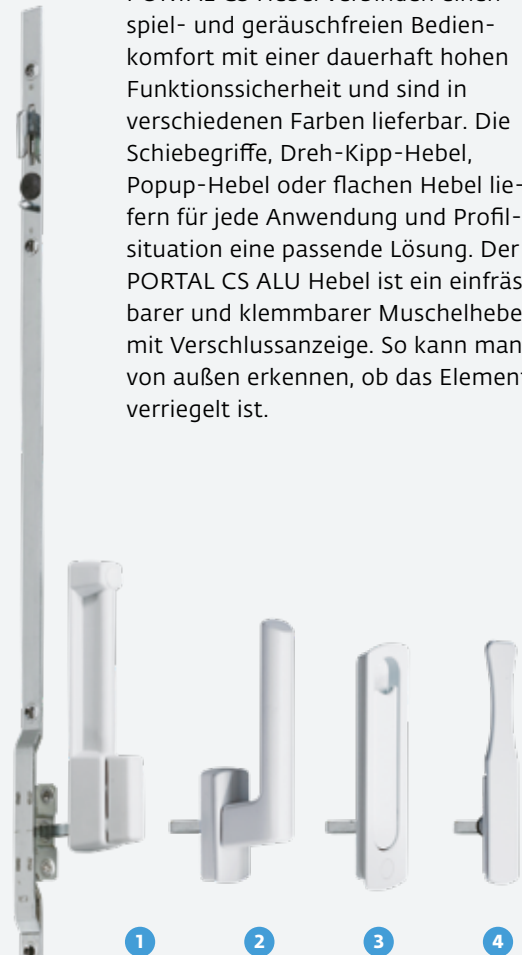 spiel- und geräuschfreien Bedien-
komfort mit einer dauerhaft hohen
Funktionssicherheit und sind in
verschiedenen Farben lieferbar. Die
Schiebegriffe, Dreh-Kipp-Hebel,
Popup-Hebel oder flachen Hebel lie-
fern für jede Anwendung und Profil-
situation eine passende Lösung. Der
PORTAL CS ALU Hebel ist ein einfräs
barer und klemmbarer Muschelhebe
mit Verschlussanzeige. So kann man
von außen erkennen, ob das Element
verriegelt ist.
1 2 3 4